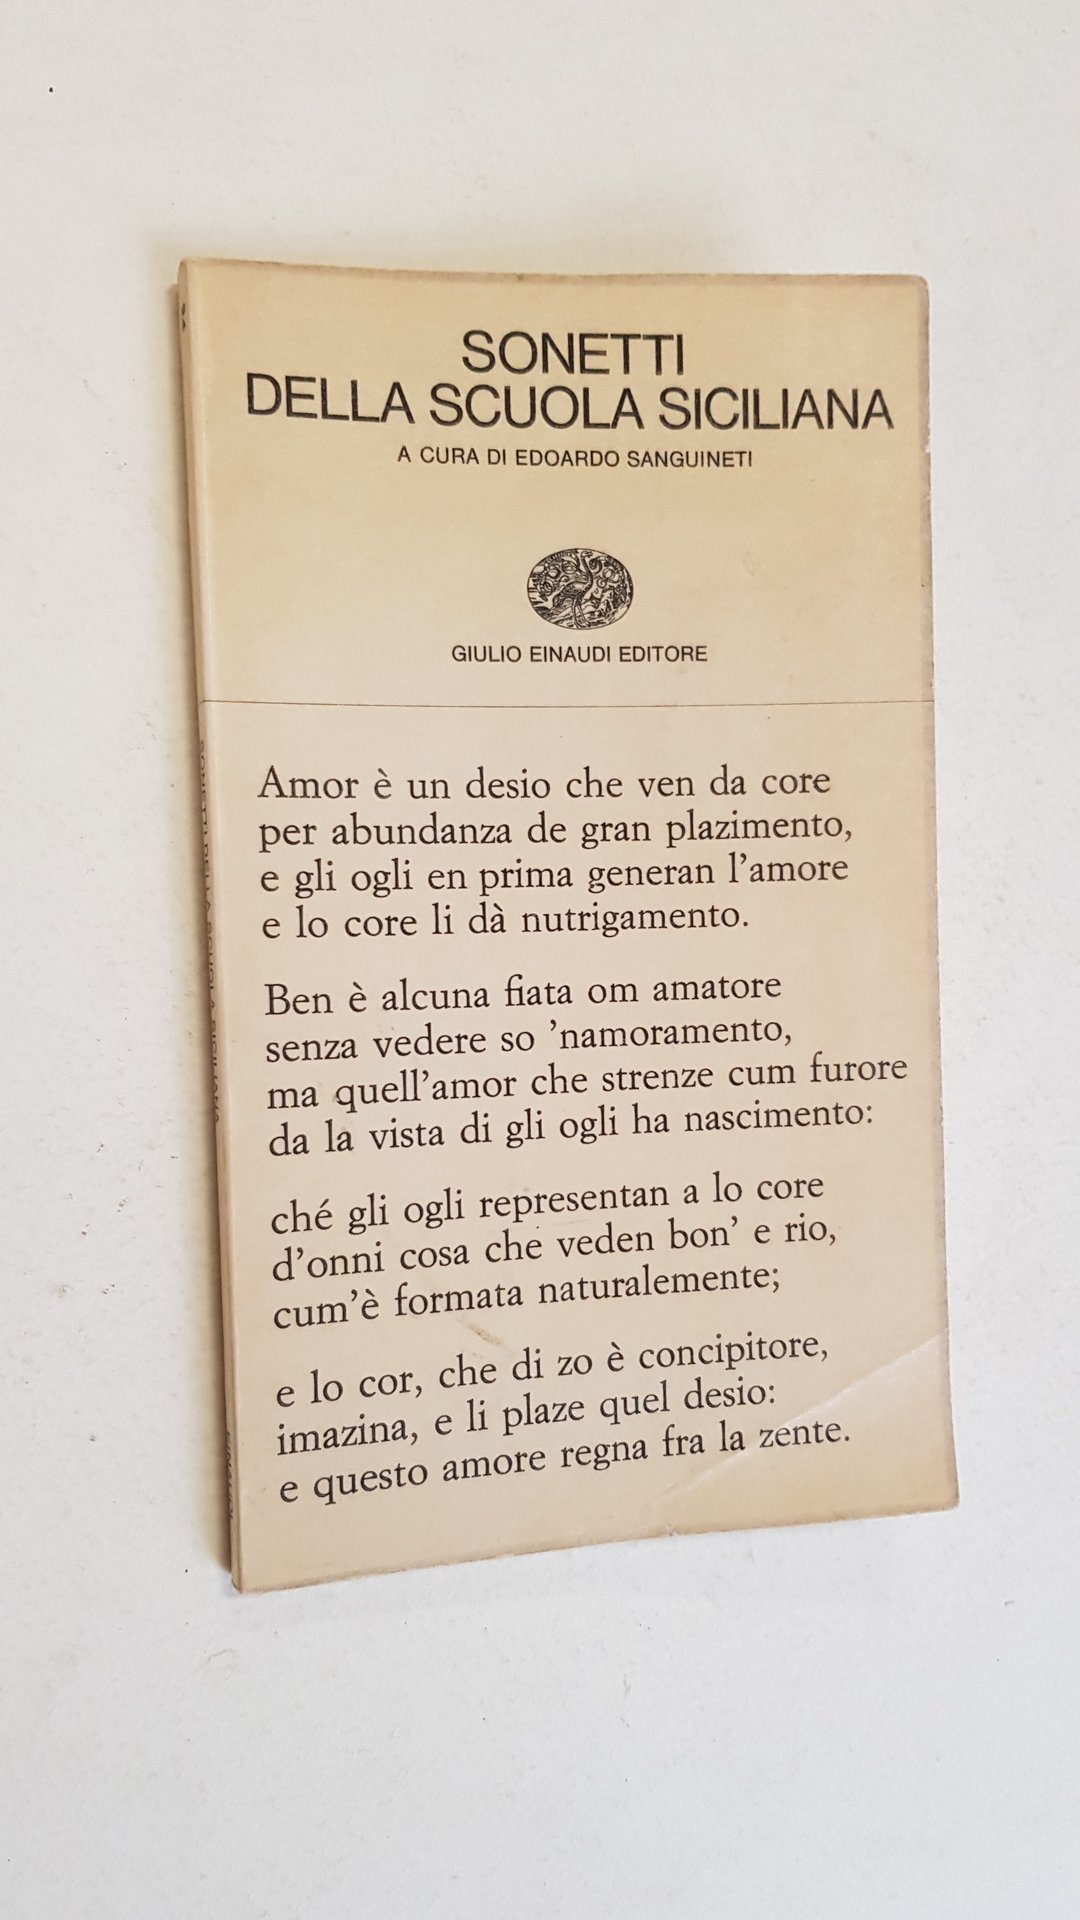 SONETTI
DELLA SCUOLA SICILIANA
A CURA DI EDOARDO SANGUINETI
GIULIO EINAUDI EDITORE
Amor è un desio che ven da core
per abundanza de gran plazimento,
e gli ogli en prima generan l'amore
e lo core li dà nutrigamento.
Ben è alcuna fiata om amatore
senza vedere so 'namoramento,
ma quell'amor che strenze cum furore
da la vista di gli ogli ha nascimento:
ché gli ogli representan a lo core
d'onni cosa che veden bon' e rio,
cum'è formata naturalemente;
e lo cor, che di zo è concipitore,
imazina, e li plaze quel desio:
e questo amore regna fra la zente.
SONETTI DELLA SCUOLA SICILIANA